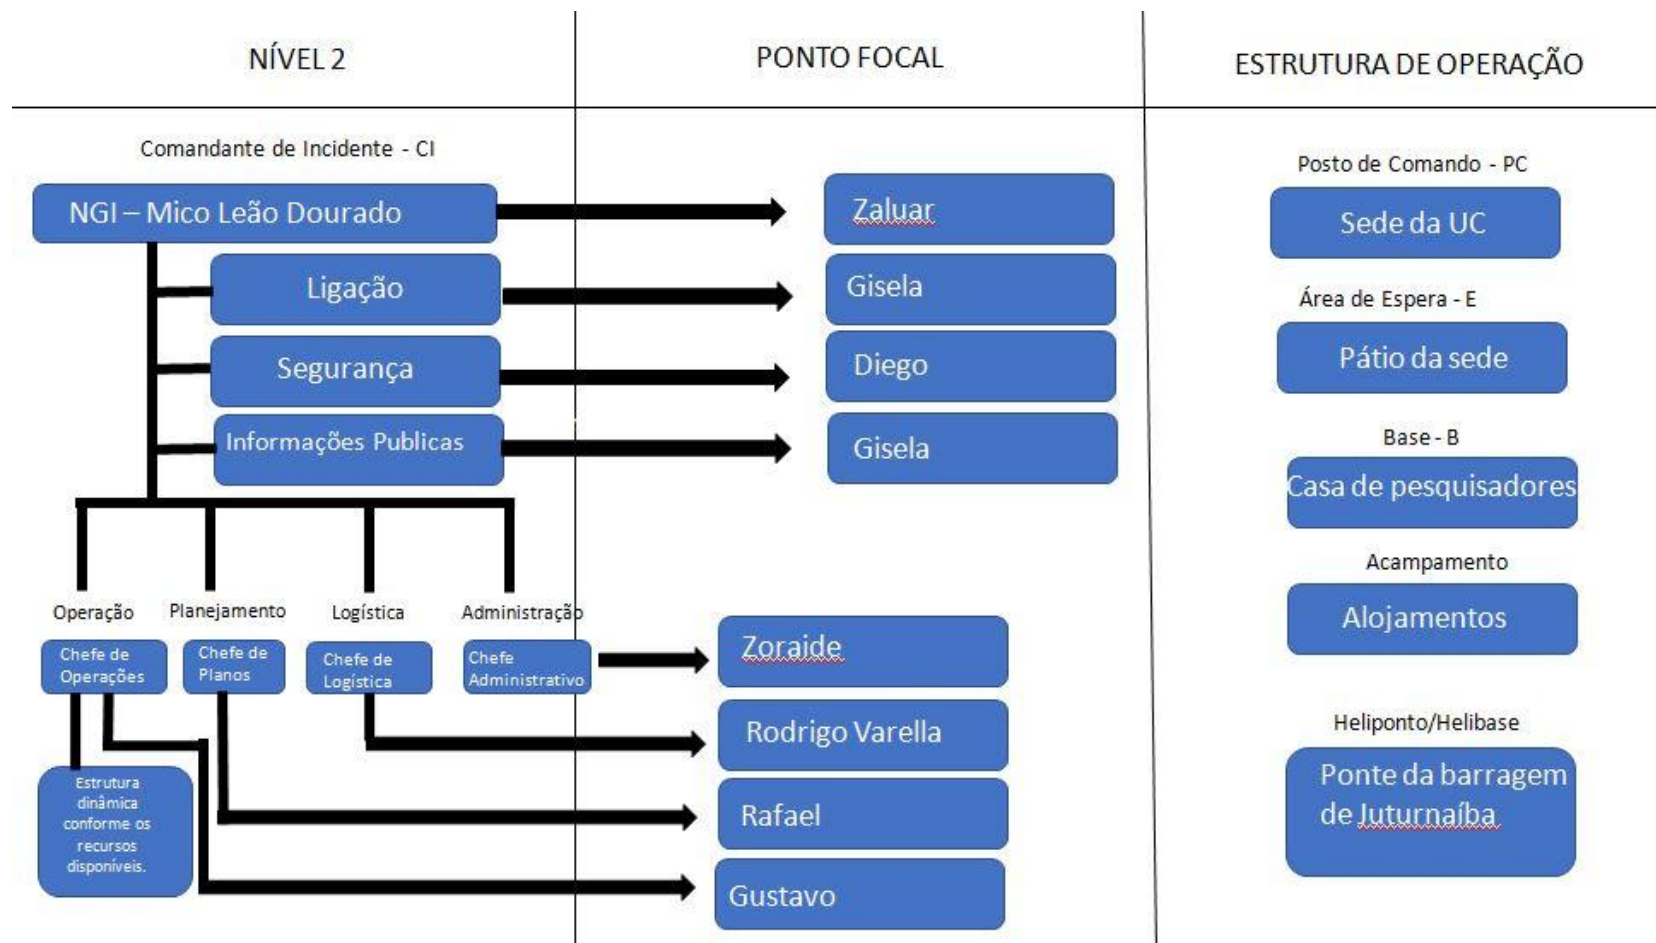 NÍVEL 2
PONTO FOCAL
ESTRUTURA DE OPERAÇÃO
Comandante de Incidente - CI
NGI – Mico Leão Dourado
Zaluar
Ligação
Gisela
Segurança
Diego
Informações Publicas
Gisela
Operação
Planejamento
Logística
Administração
Chefe de
Operações
Chefe de
Planos
Chefe de
Logística
Chefe
Administrativo
Estrutura
dinâmica
conforme os
recursos
disponíveis.
Zoraide
Rodrigo Varella
Rafael
Gustavo
Posto de Comando - PC
Sede da UC
Área de Espera - E
Pátio da sede
Base - B
Casa de pesquisadores
Acampamento
Alojamentos
Heliponto/Helibase
Ponte da barragem
de Juturnaíba